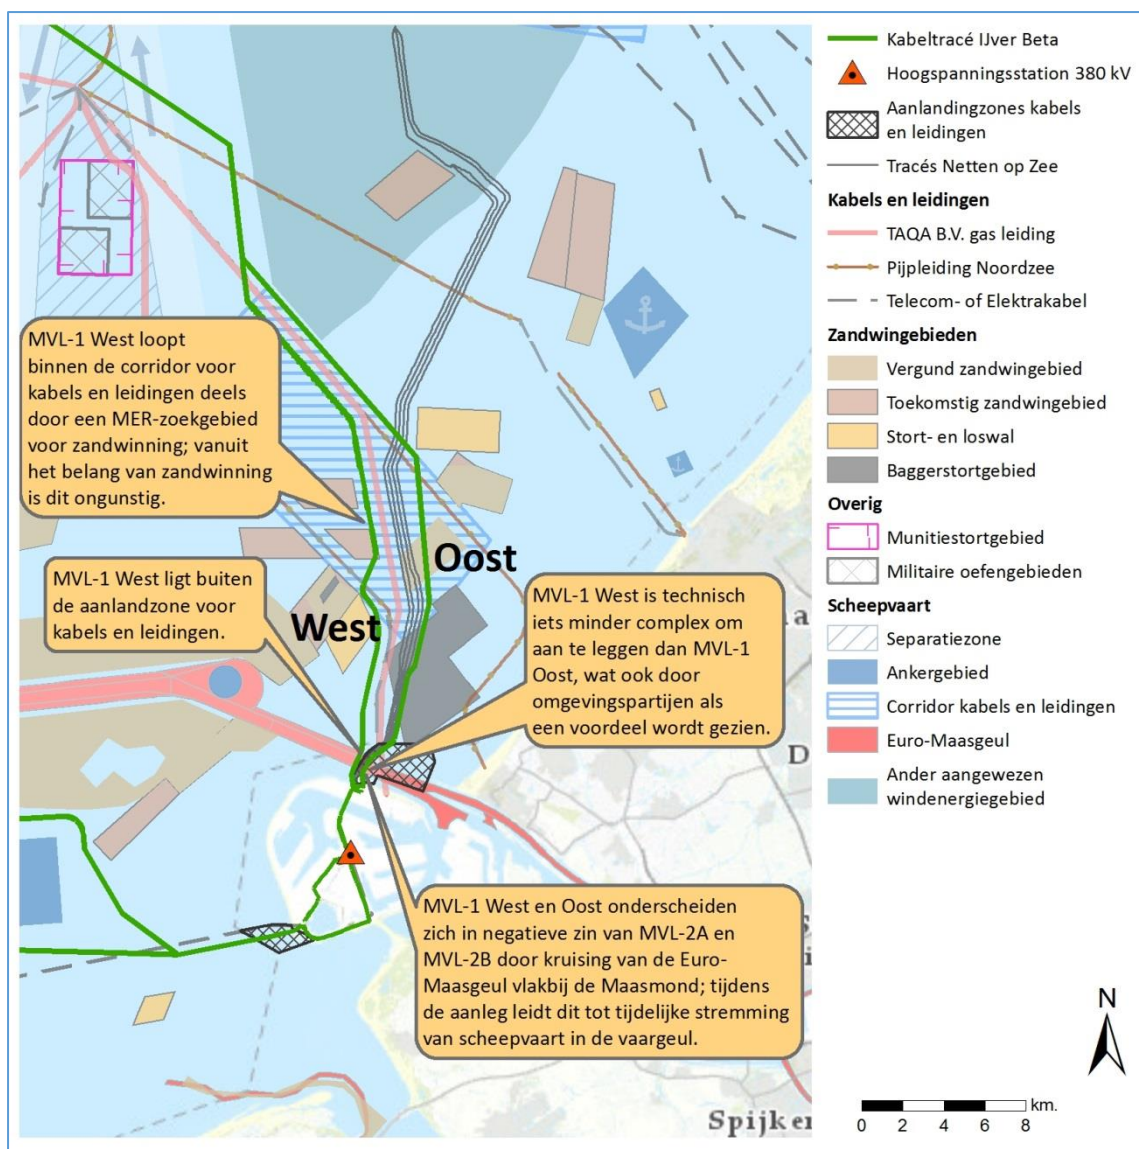 MVL-1 West loopt
binnen de corridor voor
kabels en leidingen deels
door een MER-zoekgebied
voor zandwinning; vanuit
het belang van zandwinning
is dit ongunstig.
MVL-1 West ligt buiten
de aanlandzone voor
kabels en leidingen.
West
Oost
MVL-1 West is technisch
iets minder complex om
aan te leggen dan MVL-1
Oost, wat ook door
omgevingspartijen als
een voordeel wordt gezien.
MVL-1 West en Oost onderscheiden
zich in negatieve zin van MVL-2A en
MVL-2B door kruising van de Euro-
Maasgeul vlakbij de Maasmond; tijdens
de aanleg leidt dit tot tijdelijke stremming
van scheepvaart in de vaargeul.
D
Spijker
Kabeltracé IJver Beta
Hoogspanningsstation 380 kV
Aanlandingzones kabels
en leidingen
Tracés Netten op Zee
Kabels en leidingen
TAQA B.V. gas leiding
Pijpleiding Noordzee
Telecom- of Elektrakabel
Zandwingebieden
Vergund zandwingebied
Toekomstig zandwingebied
Stort- en loswal
Baggerstortgebied
Overig
Munitiestortgebied
Militaire oefengebieden
Scheepvaart
Separatiezone
Ankergebied
Corridor kabels en leidingen
Euro-Maasgeul
Ander aangewezen
windenergiegebied
N
km.
0 2 4 6 8